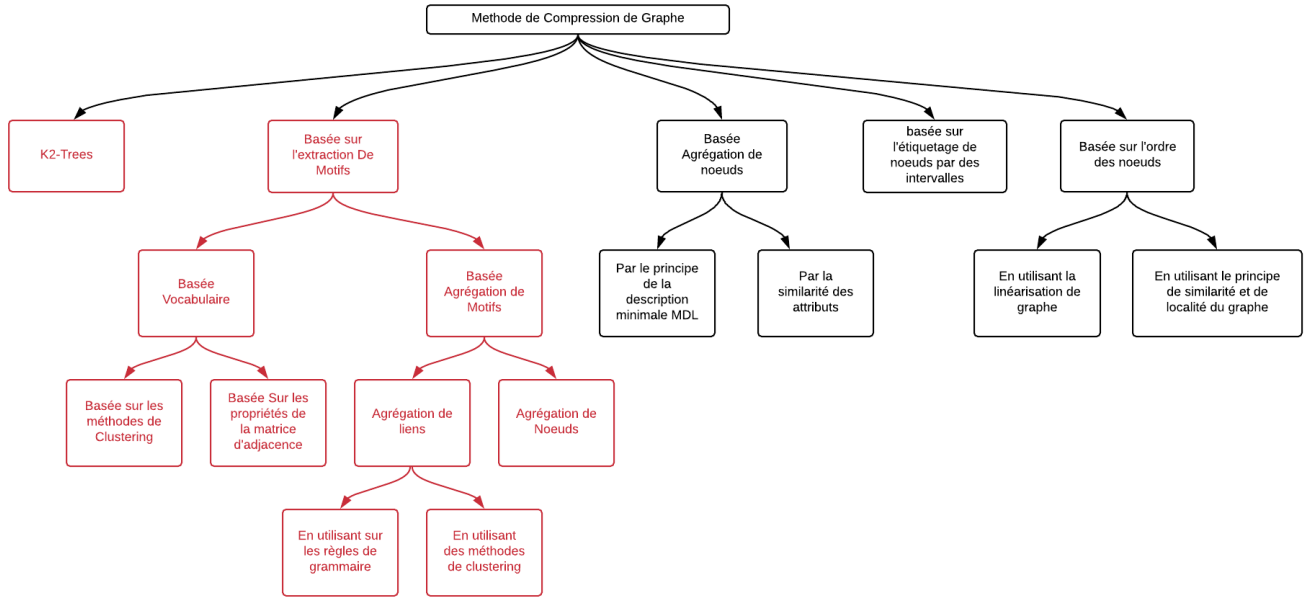 Methode de Compression de Graphe
K2-Trees
Basée sur
l'extraction De
Motifs
Basée
Agrégation de
noeuds
basée sur
l'étiquetage de
noeuds par des
intervalles
Basée sur l'ordre
des noeuds
Basée
Vocabulaire
Basée
Agrégation de
Motifs
Par le principe
de la
description
minimale MDL
Par la
similarité des
attributs
En utilisant la
linéarisation de
graphe
En utilisant le principe
de similarité et de
localité du graphe
Basée sur les
méthodes de
Clustering
Basée Sur les
propriétés de
la matrice
d'adjacence
Agrégation de
liens
Agrégation de
Noeuds
En utilisant sur
les règles de
grammaire
En utilisant
des méthodes
de clustering